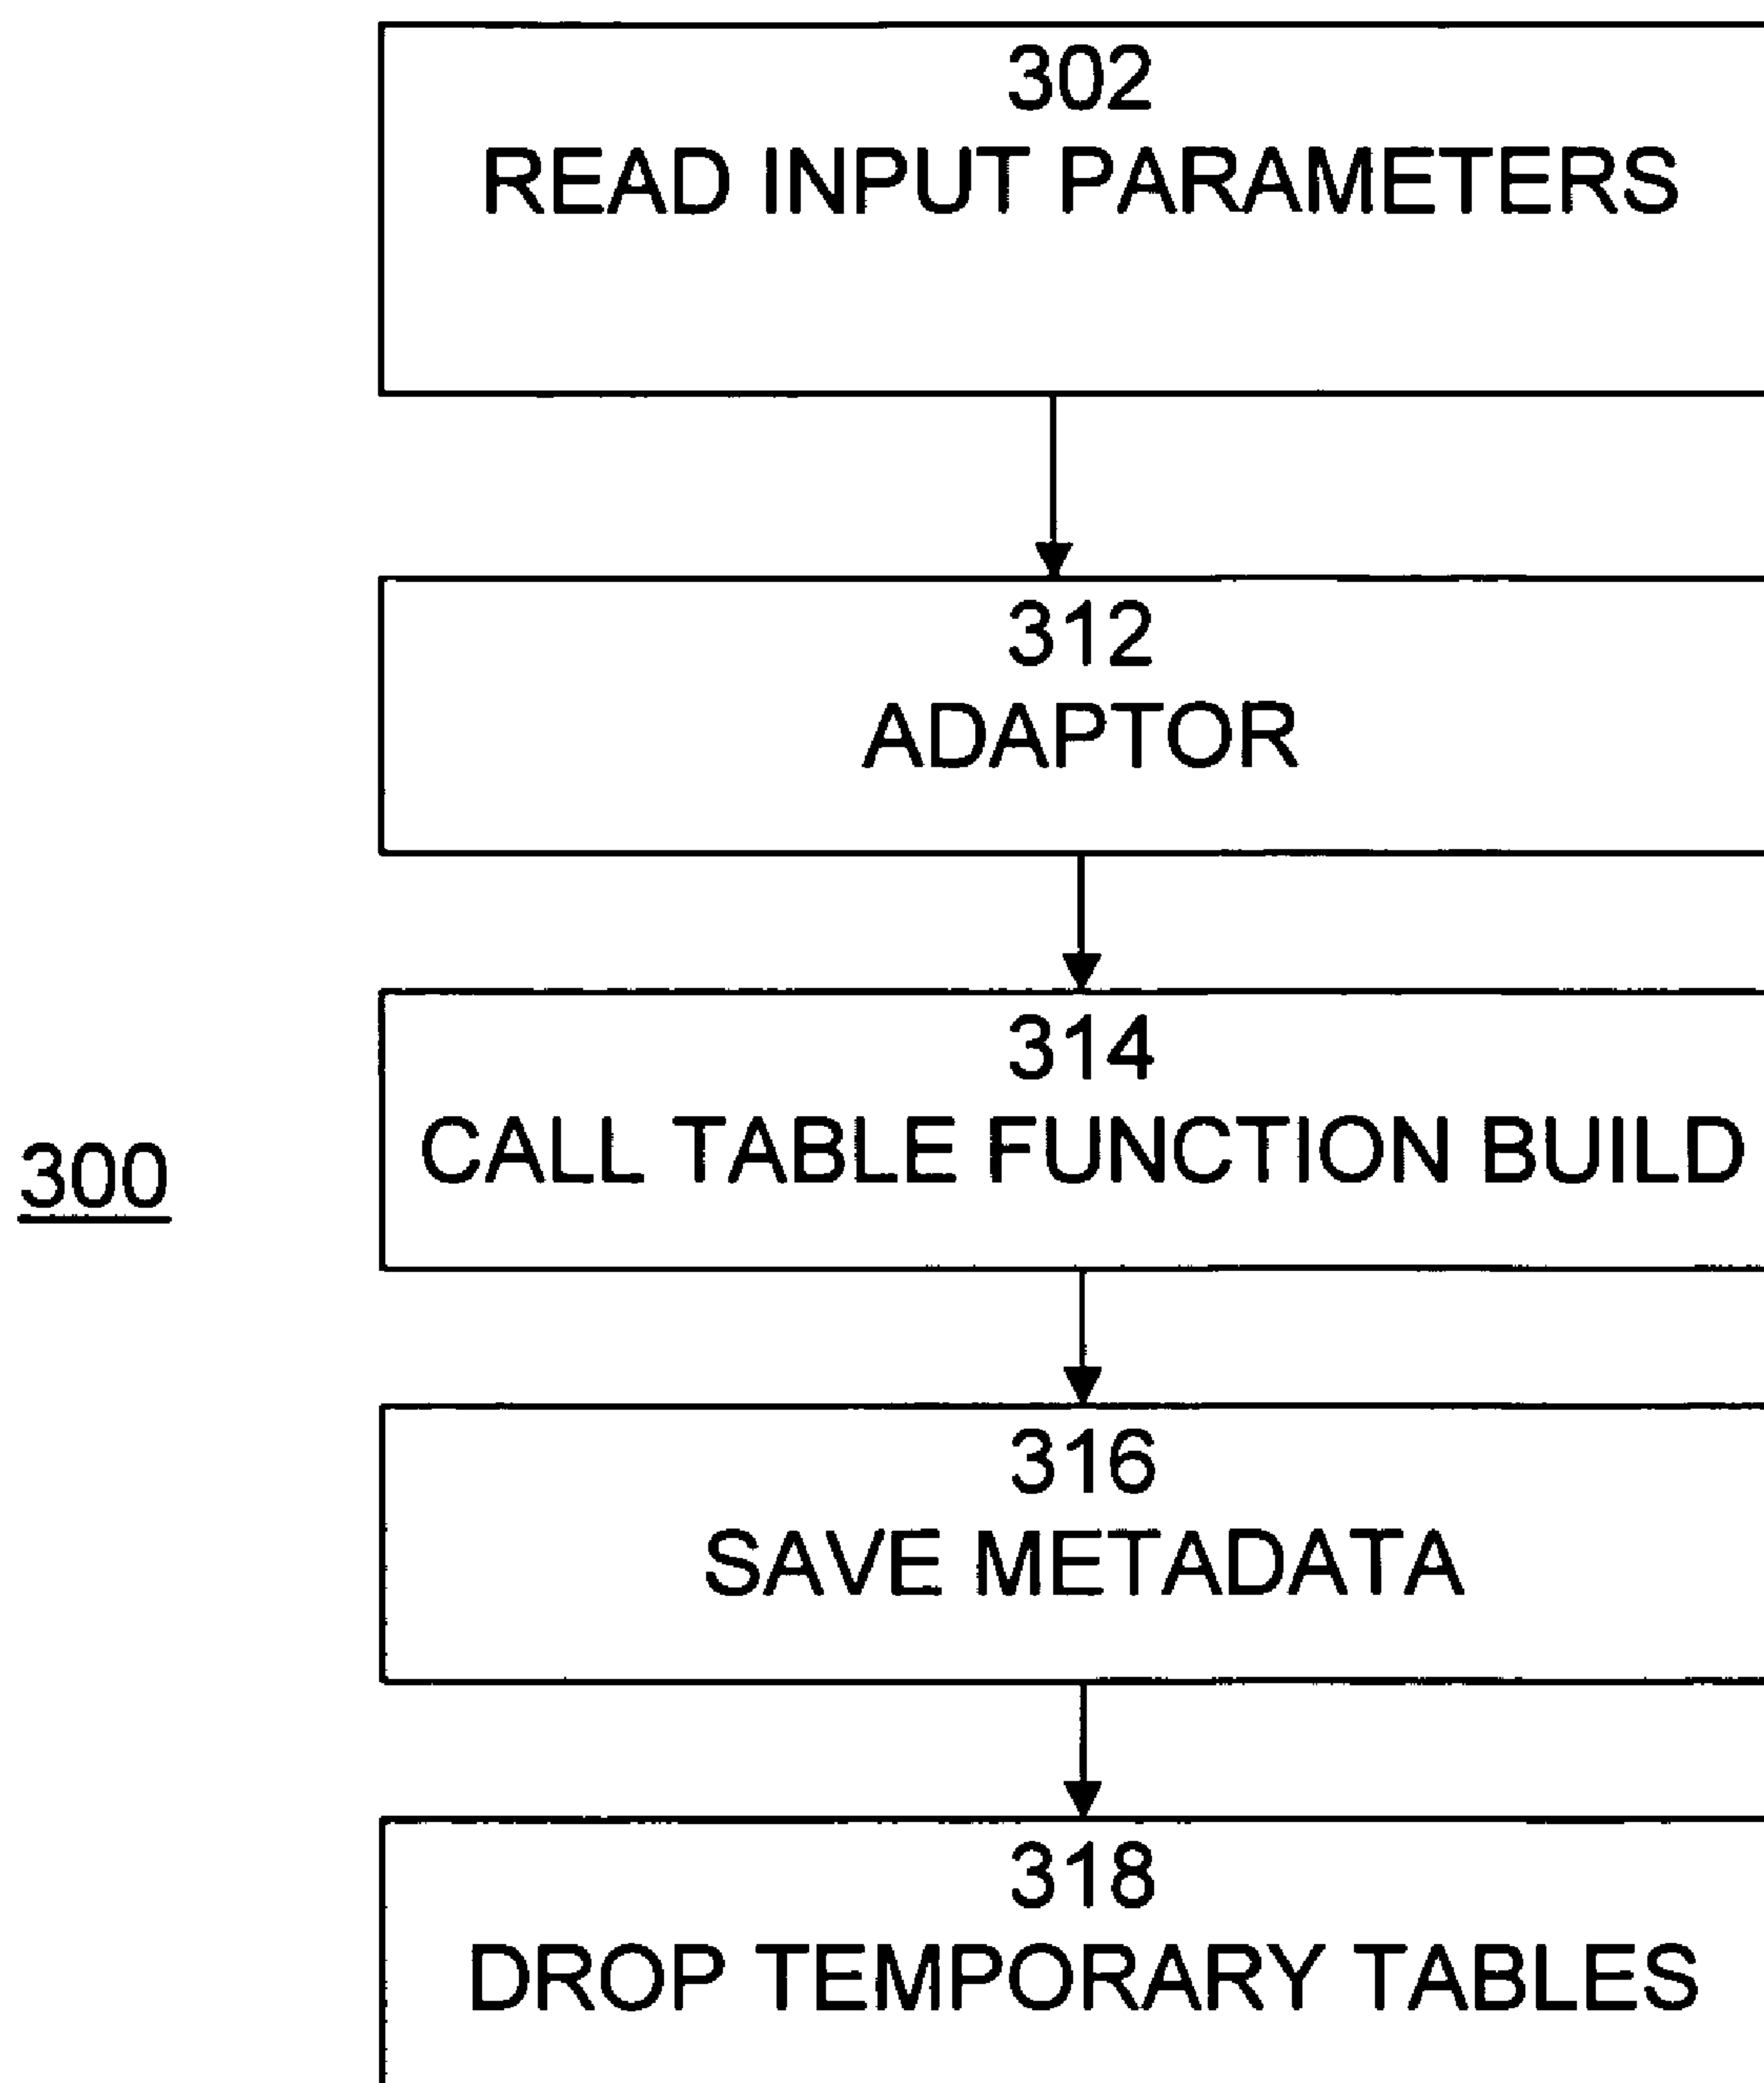 302
READ INPUT PARAMETERS
312
ADAPTOR
314
CALL TABLE FUNCTION BUILD
300
316
SAVE METADATA
318
DROP TEMPORARY TABLES